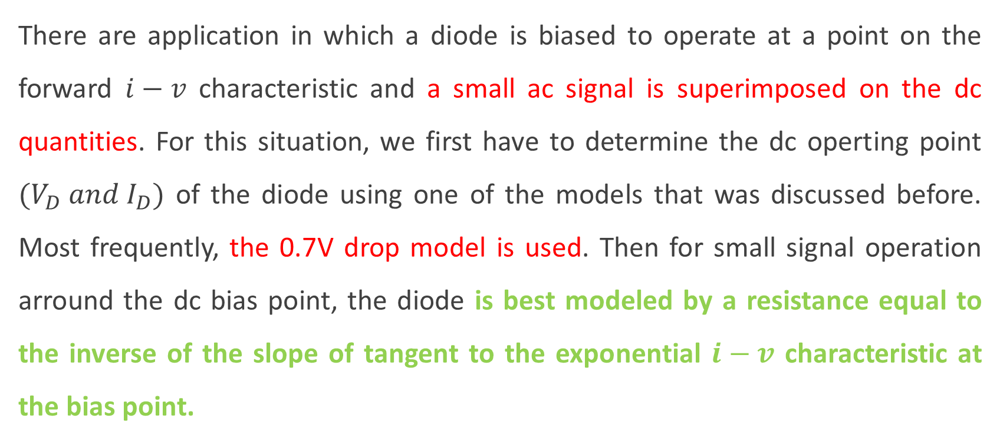 There are application in which a diode is biased to operate at a point on the
forward i − v characteristic and a small ac signal is superimposed on the dc
quantities. For this situation, we first have to determine the dc operting point
(V_D and I_D) of the diode using one of the models that was discussed before.
Most frequently, the 0.7V drop model is used. Then for small signal operation
arround the dc bias point, the diode is best modeled by a resistance equal to
the inverse of the slope of tangent to the exponential i − v characteristic at
the bias point.